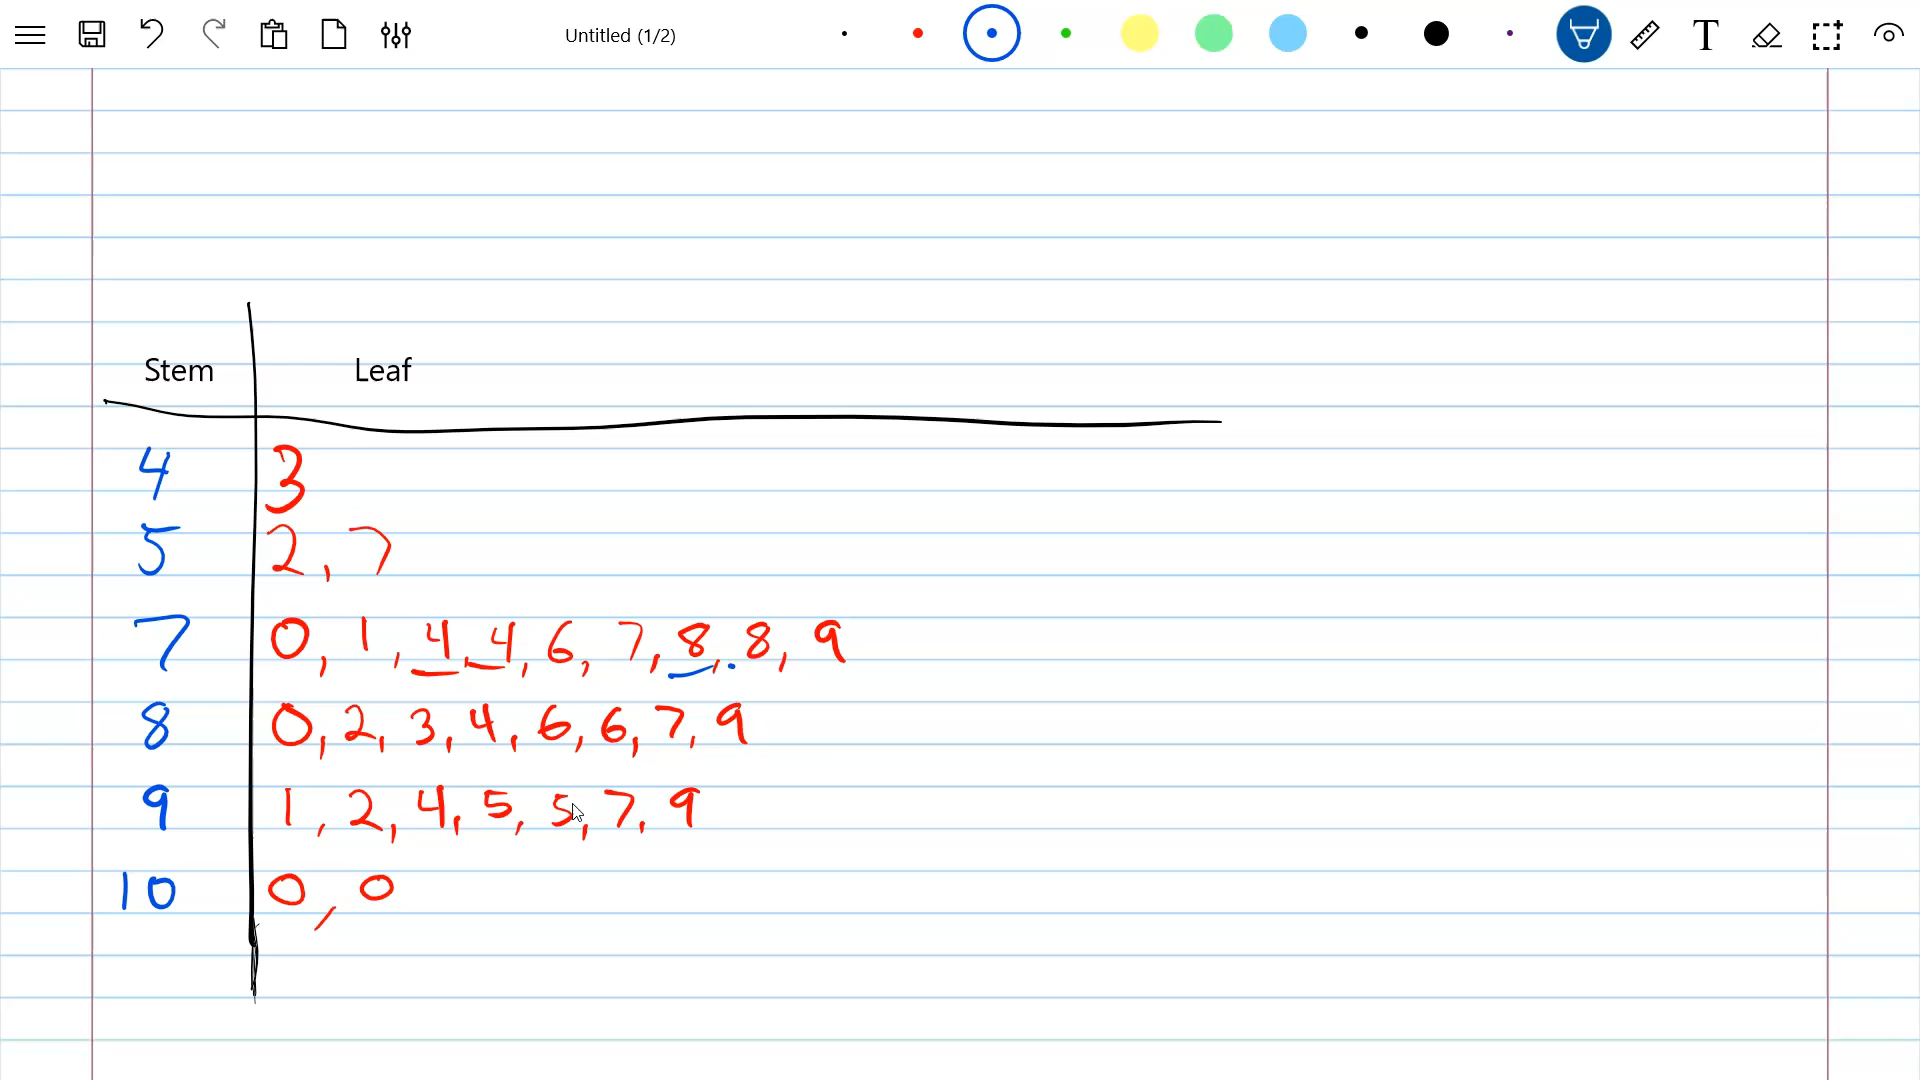 Untitled (1/2)
T
Stem Leaf
4 3
5 2, 7
7 0, 1, 4, 4, 6, 7, 8, 8, 9
8 0, 2, 3, 4, 6, 6, 7, 9
9 1, 2, 4, 5, 5, 7, 9
10 0, 0